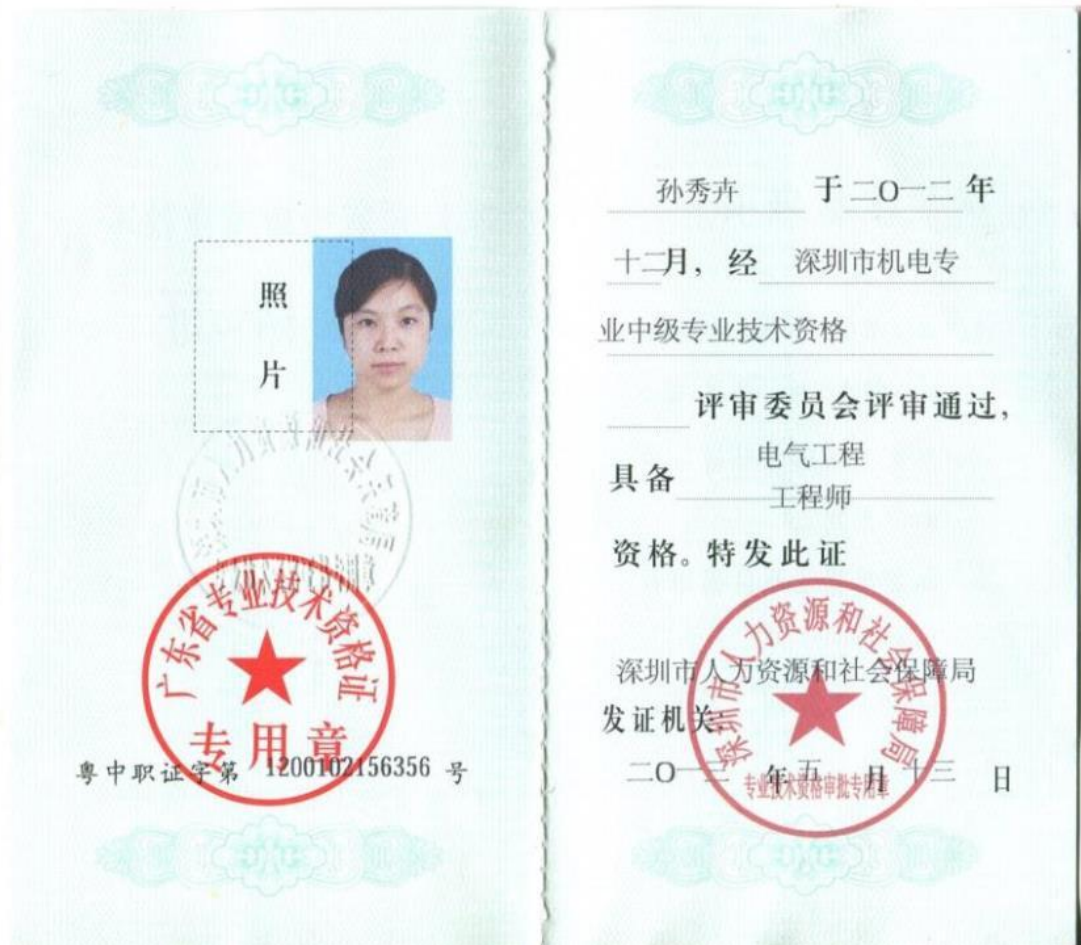 照
片
广东省专业技术资格证
专用章
粤中职证字第 1200102156356 号
孙秀卉 于 二O一二 年
十二月，经 深圳市机电专
业中级专业技术资格
评审委员会评审通过，
具备 电气工程
工程师
资格。特发此证
深圳市人力资源和社会保障局
发证机关：
二O一三 年 五 月 十三 日
深圳市人力资源和社会保障局
专业技术资格审批专用章